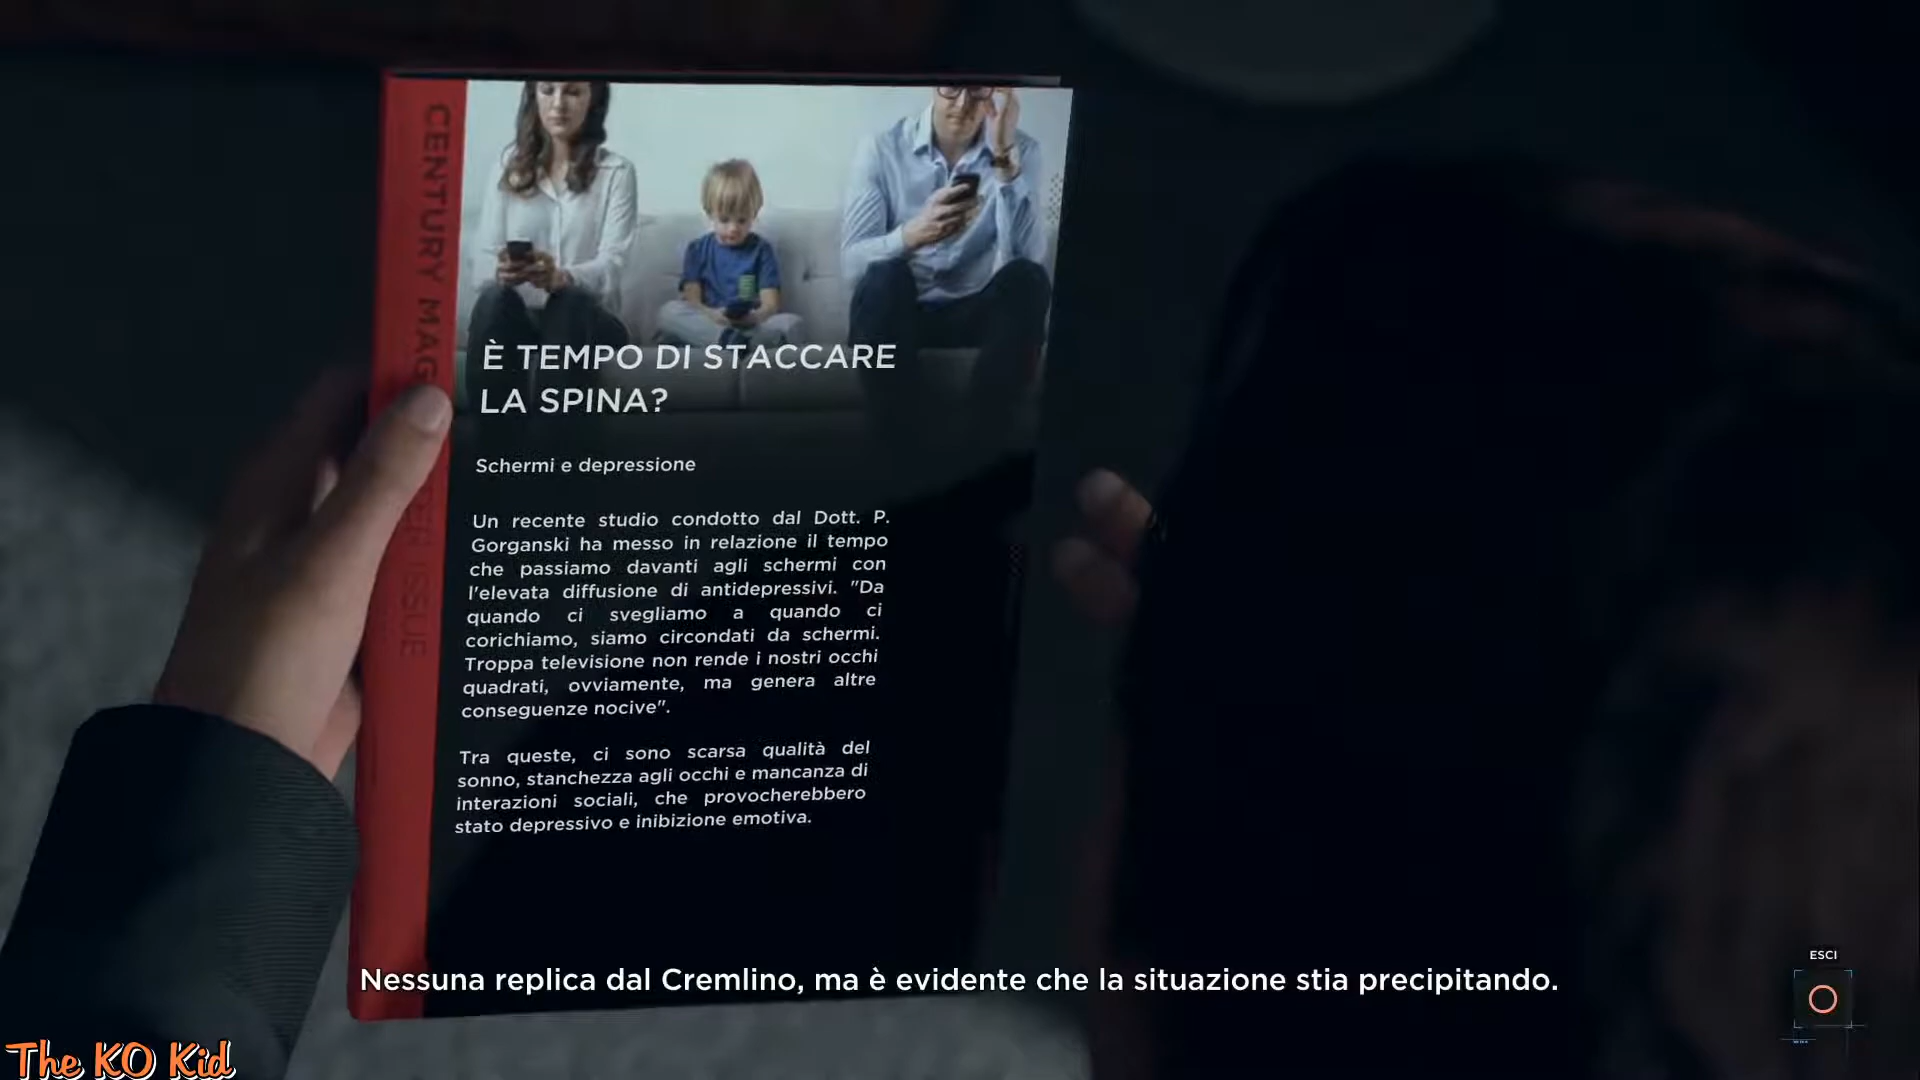 CENTURY MAG
ISSUE
È TEMPO DI STACCARE
LA SPINA?
Schermi e depressione
Un recente studio condotto dal Dott. P.
Gorganski ha messo in relazione il tempo
che passiamo davanti agli schermi con
l'elevata diffusione di antidepressivi. "Da
quando ci svegliamo a quando ci
corichiamo, siamo circondati da schermi.
Troppa televisione non rende i nostri occhi
quadrati, ovviamente, ma genera altre
conseguenze nocive".
Tra queste, ci sono scarsa qualità del
sonno, stanchezza agli occhi e mancanza di
interazioni sociali, che provocherebbero
stato depressivo e inibizione emotiva.
Nessuna replica dal Cremlino, ma è evidente che la situazione stia precipitando.
ESCI
The KO Kid